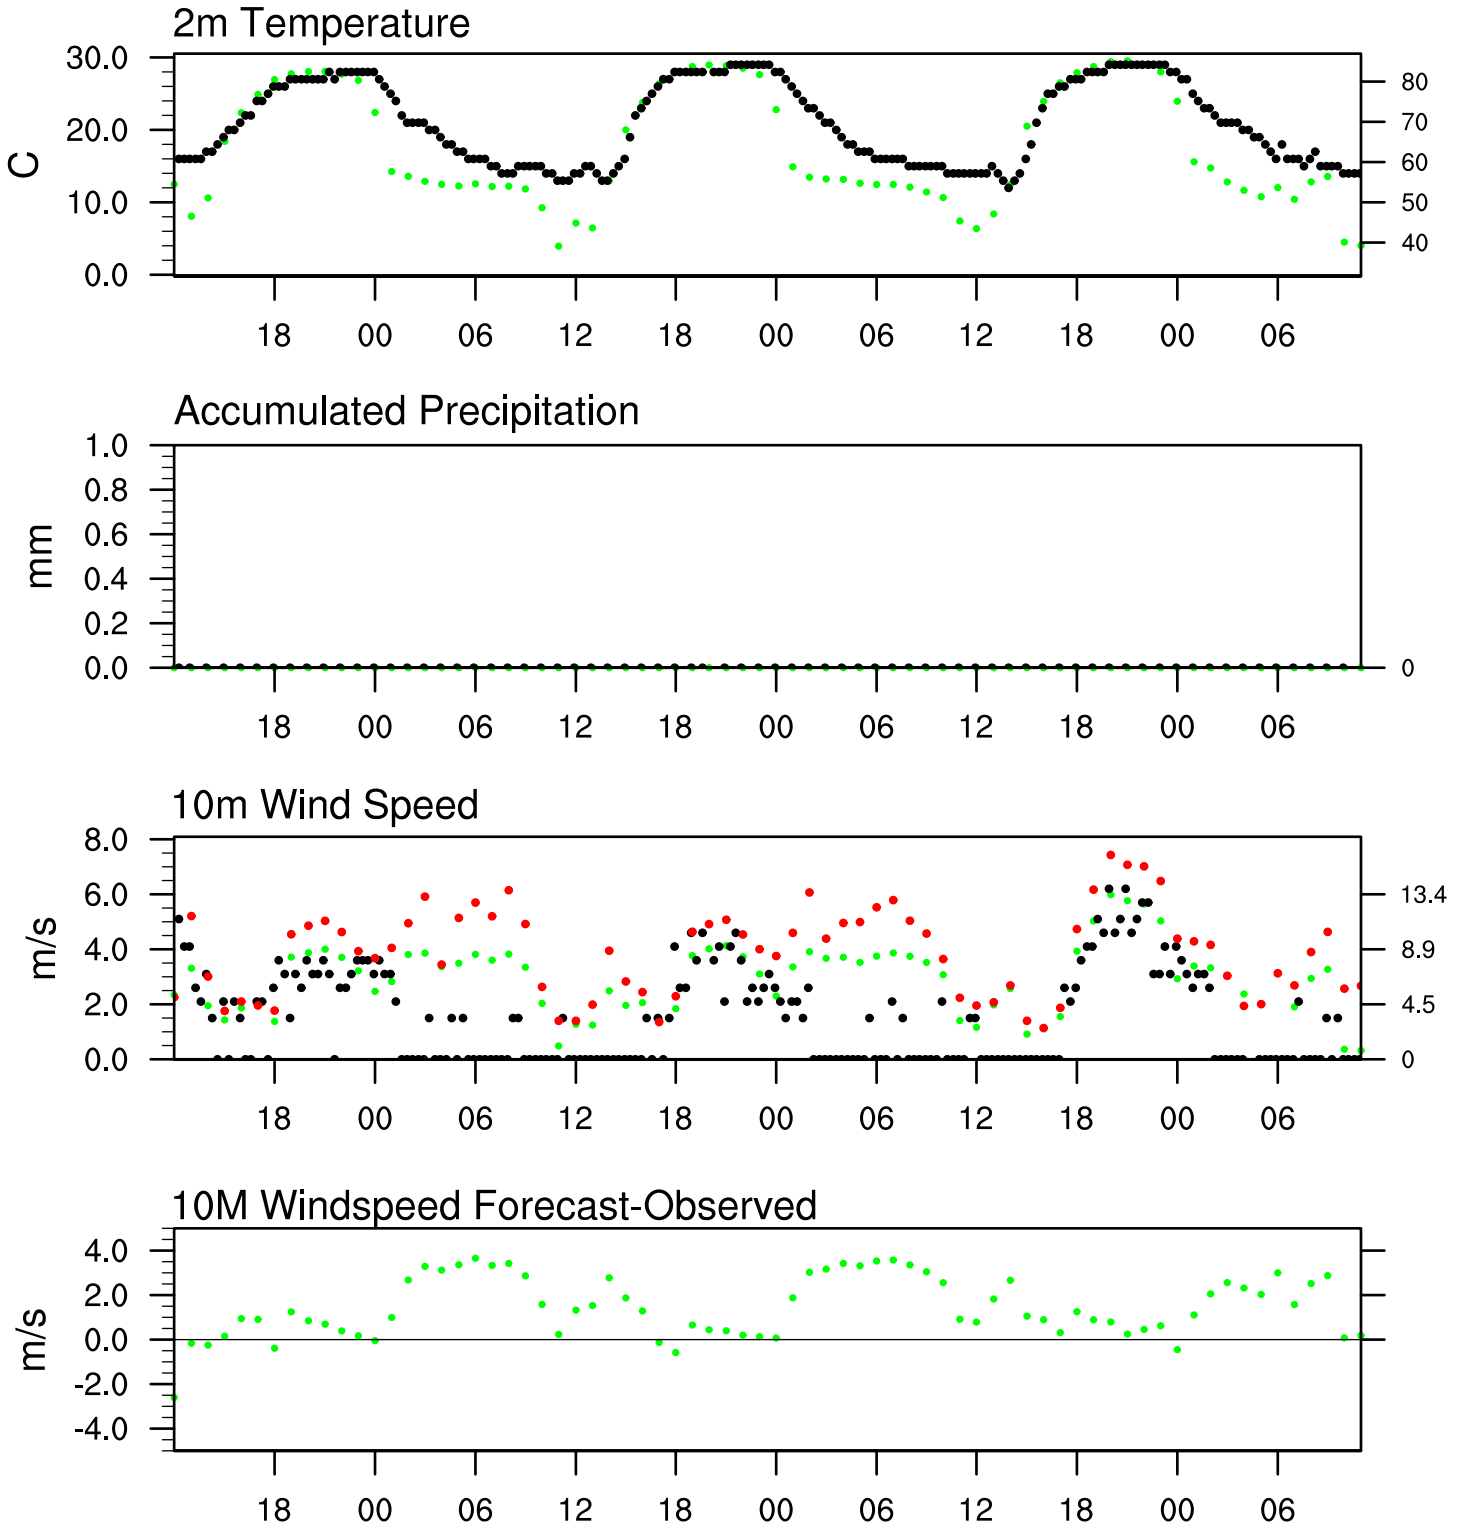 2m Temperature
30.0
20.0
10.0
0.0
C
80
70
60
50
40
18 00 06 12 18 00 06 12 18 00 06
Accumulated Precipitation
1.0
0.8
0.6
0.4
0.2
0.0
mm
0
18 00 06 12 18 00 06 12 18 00 06
10m Wind Speed
8.0
6.0
4.0
2.0
0.0
m/s
13.4
8.9
4.5
0
18 00 06 12 18 00 06 12 18 00 06
10M Windspeed Forecast-Observed
4.0
2.0
0.0
-2.0
-4.0
m/s
18 00 06 12 18 00 06 12 18 00 06